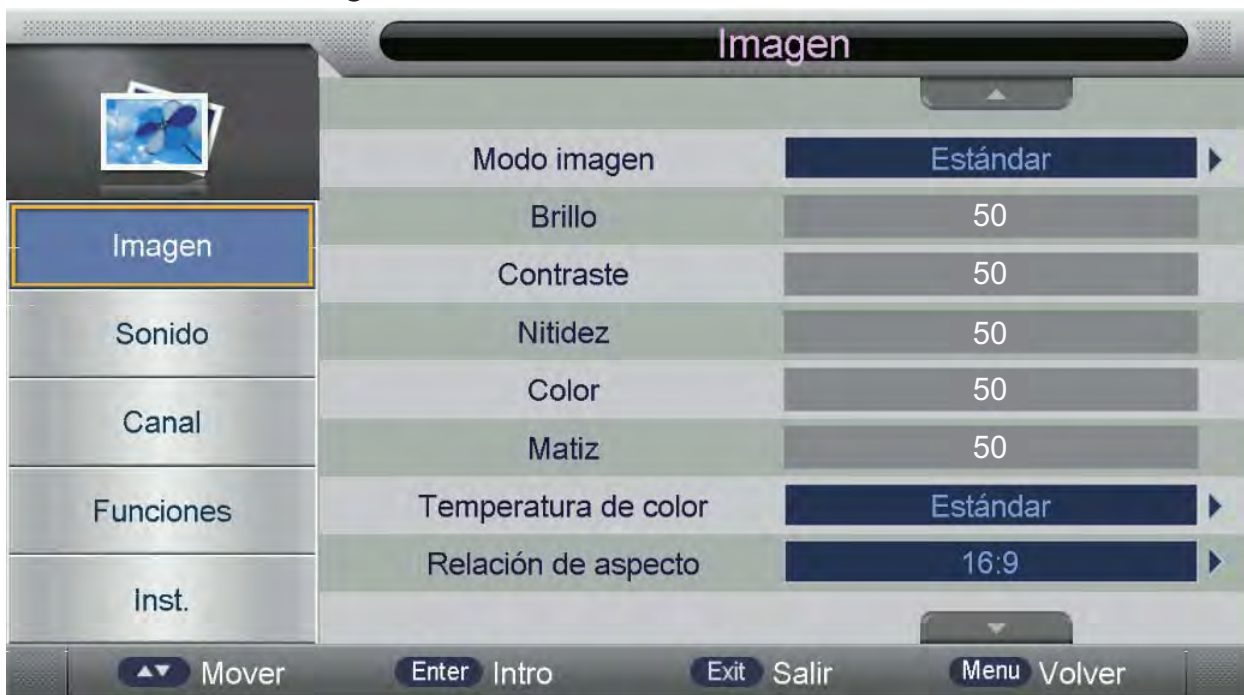 Imagen
Modo imagen Estándar
Brillo 50
Contraste 50
Nitidez 50
Color 50
Matiz 50
Temperatura de color Estándar
Relación de aspecto 16:9
Imagen
Sonido
Canal
Funciones
Inst.
Mover Enter Intro Exit Salir Menu Volver